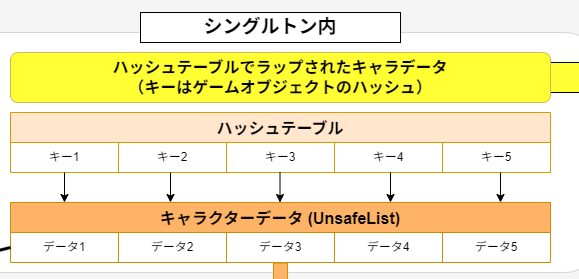 シングルトン内
ハッシュテーブルでラップされたキャラデータ
（キーはゲームオブジェクトのハッシュ）
ハッシュテーブル
キー1 キー2 キー3 キー4 キー5
キャラクターデータ (UnsafeList)
データ1 データ2 データ3 データ4 データ5